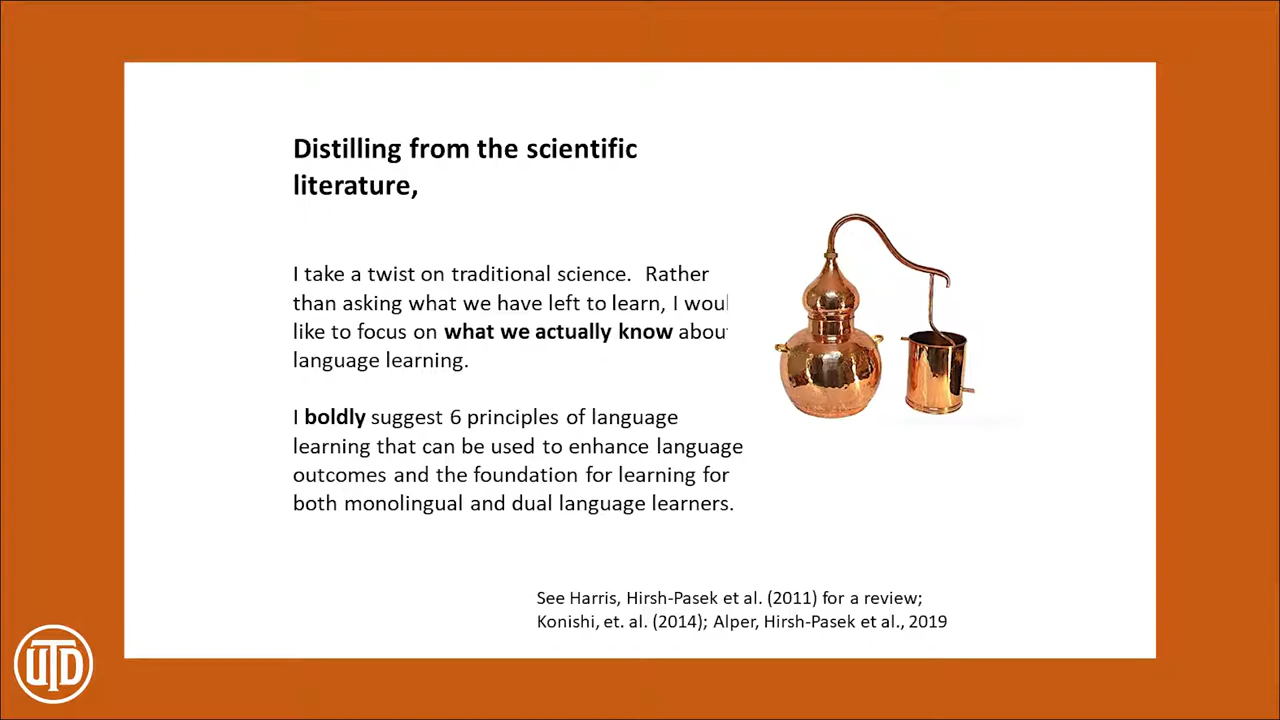 Distilling from the scientific
literature,
I take a twist on traditional science. Rather
than asking what we have left to learn, I woul
like to focus on what we actually know abou
language learning.
I boldly suggest 6 principles of language
learning that can be used to enhance language
outcomes and the foundation for learning for
both monolingual and dual language learners.
See Harris, Hirsh-Pasek et al. (2011) for a review;
Konishi, et. al. (2014); Alper, Hirsh-Pasek et al., 2019
UTD